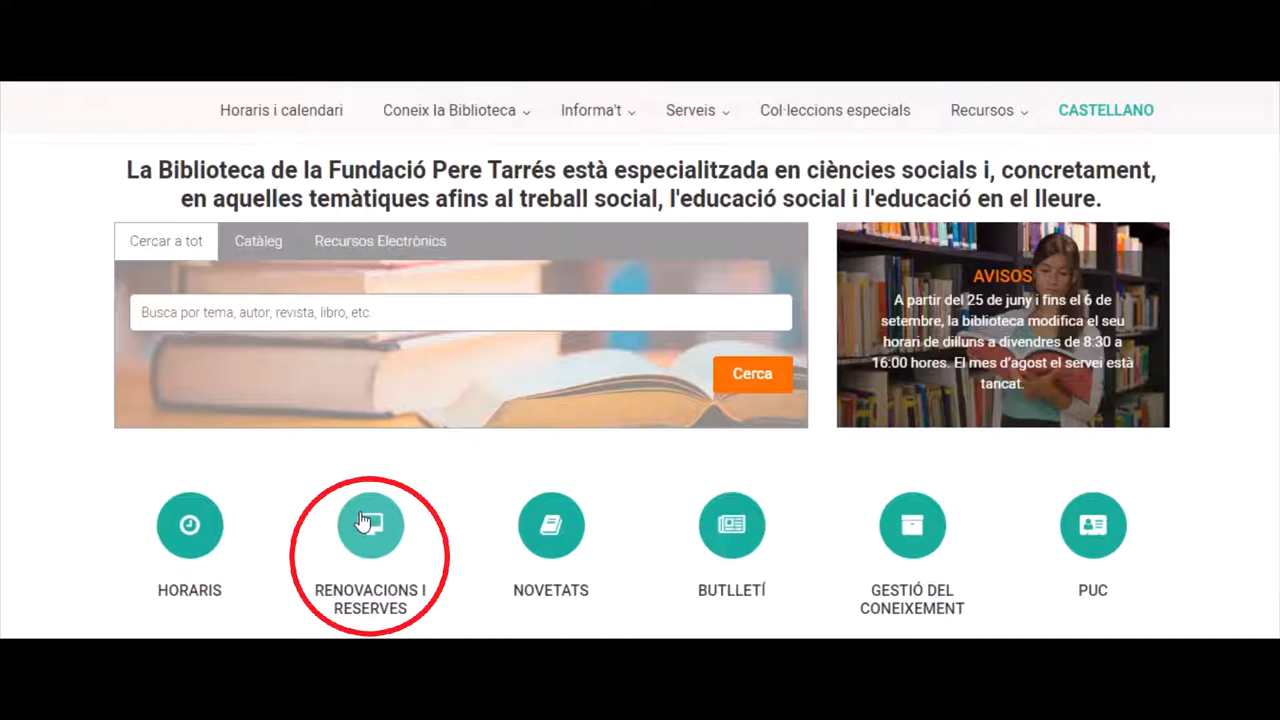 Horaris i calendari Coneix la Biblioteca Informa't Serveis Col·leccions especials Recursos CASTELLANO
La Biblioteca de la Fundació Pere Tarrés està especialitzada en ciències socials i, concretament,
en aquelles temàtiques afins al treball social, l'educació social i l'educació en el lleure.
Cercar a tot Catàleg Recursos Electrònics
Busca por tema, autor, revista, libro, etc.
Cerca
AVISOS
A partir del 25 de juny i fins el 6 de
setembre, la biblioteca modifica el seu
horari de dilluns a divendres de 8:30 a
16:00 hores. El mes d'agost el servei està
tancat.
HORARIS
RENOVACIONS I
RESERVES
NOVETATS
BUTLLETÍ
GESTIÓ DEL
CONEIXEMENT
PUC